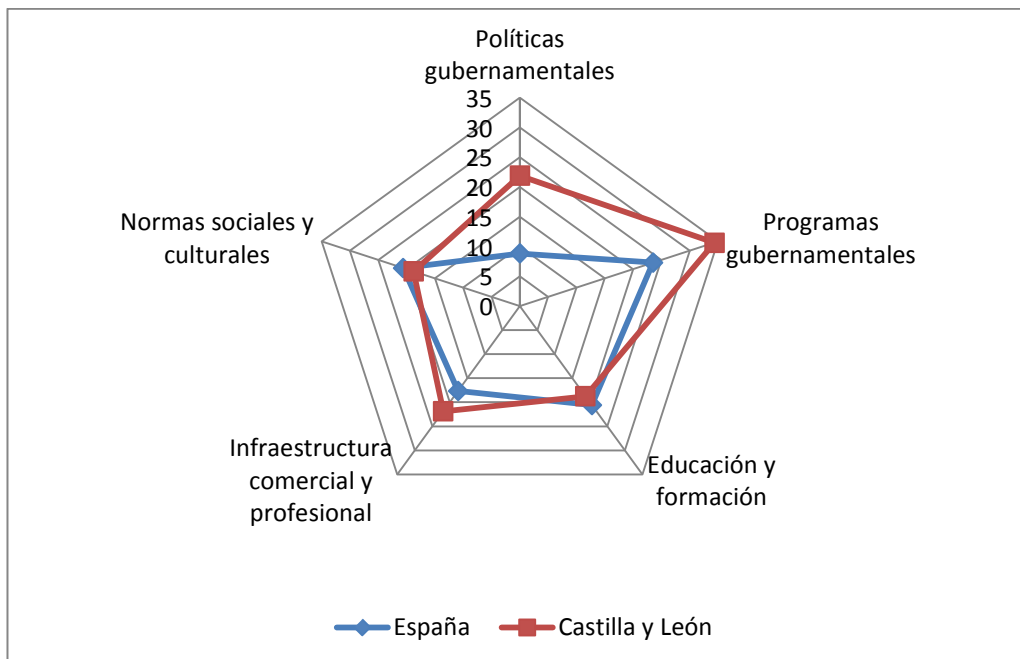 Políticas
gubernamentales
35
30
25
20
15
10
5
0
Programas
gubernamentales
Educación y
formación
Infraestructura
comercial y
profesional
Normas sociales y
culturales
España
Castilla y León